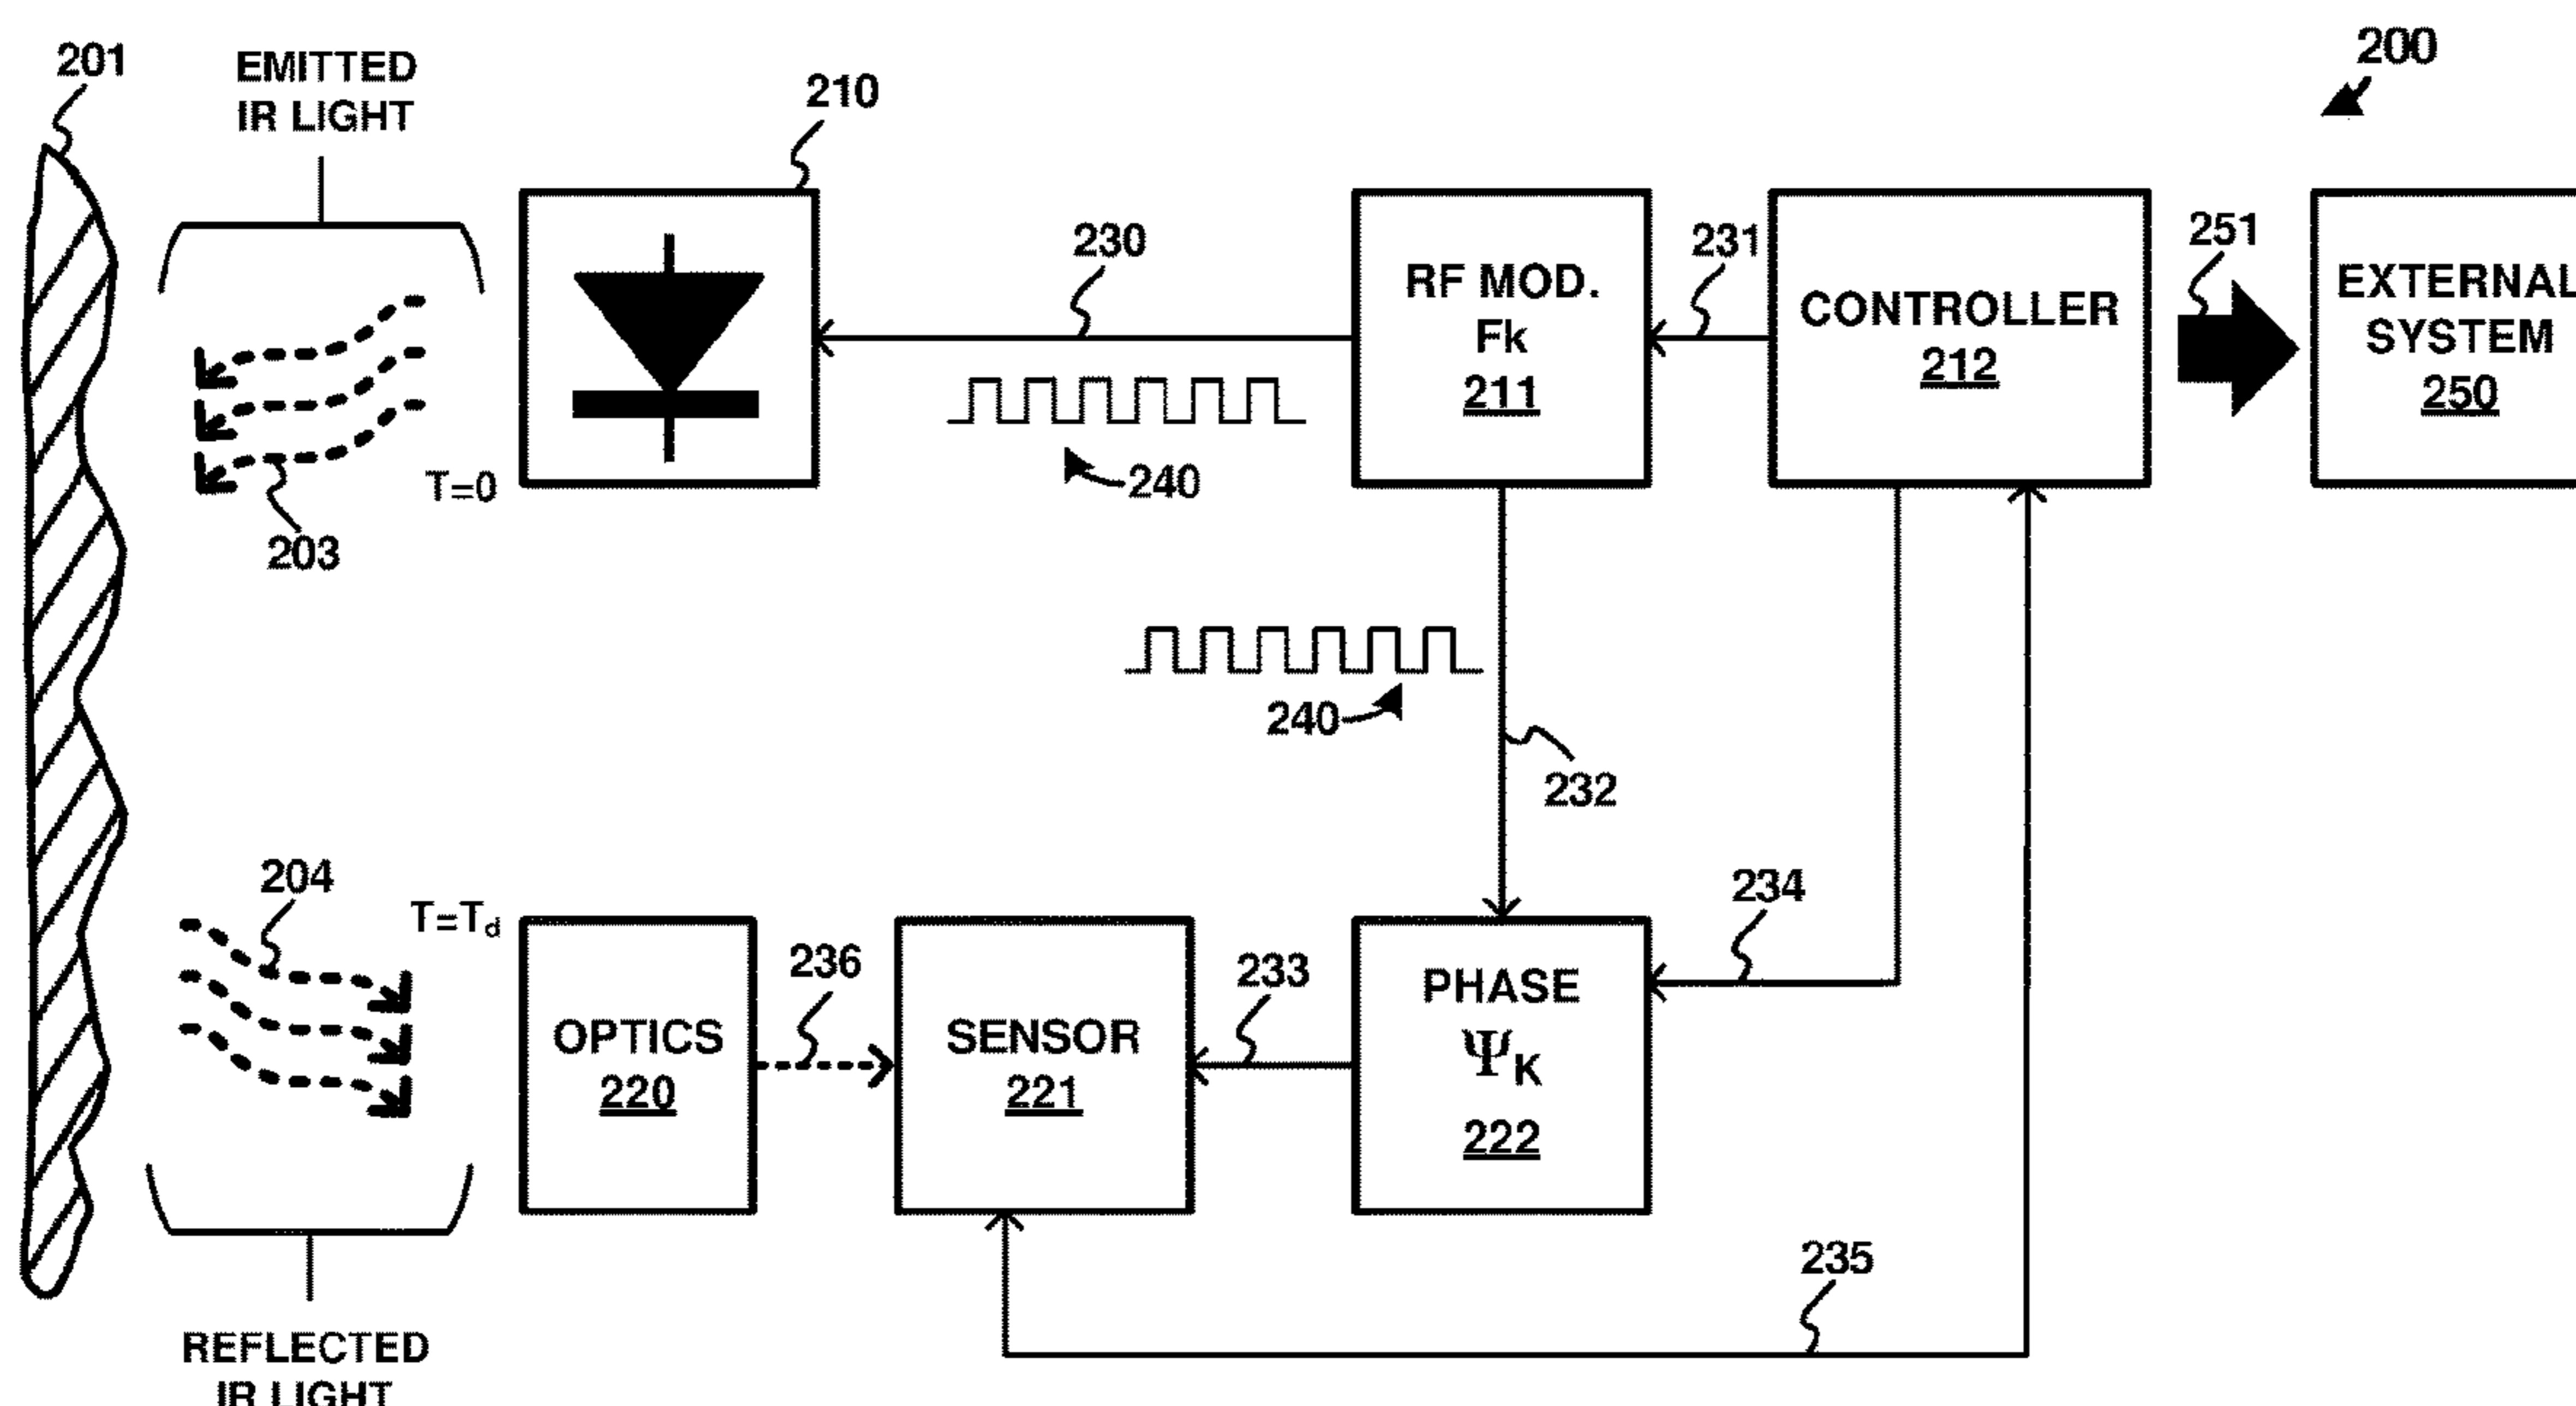 201
EMITTED
IR LIGHT
210
200
230
231
251
RF MOD.
Fk
211
CONTROLLER
212
EXTERNAL
SYSTEM
250
T=0
240
203
240
232
204
T=Td
236
233
234
OPTICS
220
SENSOR
221
PHASE
ΨK
222
235
REFLECTED
IR LIGHT